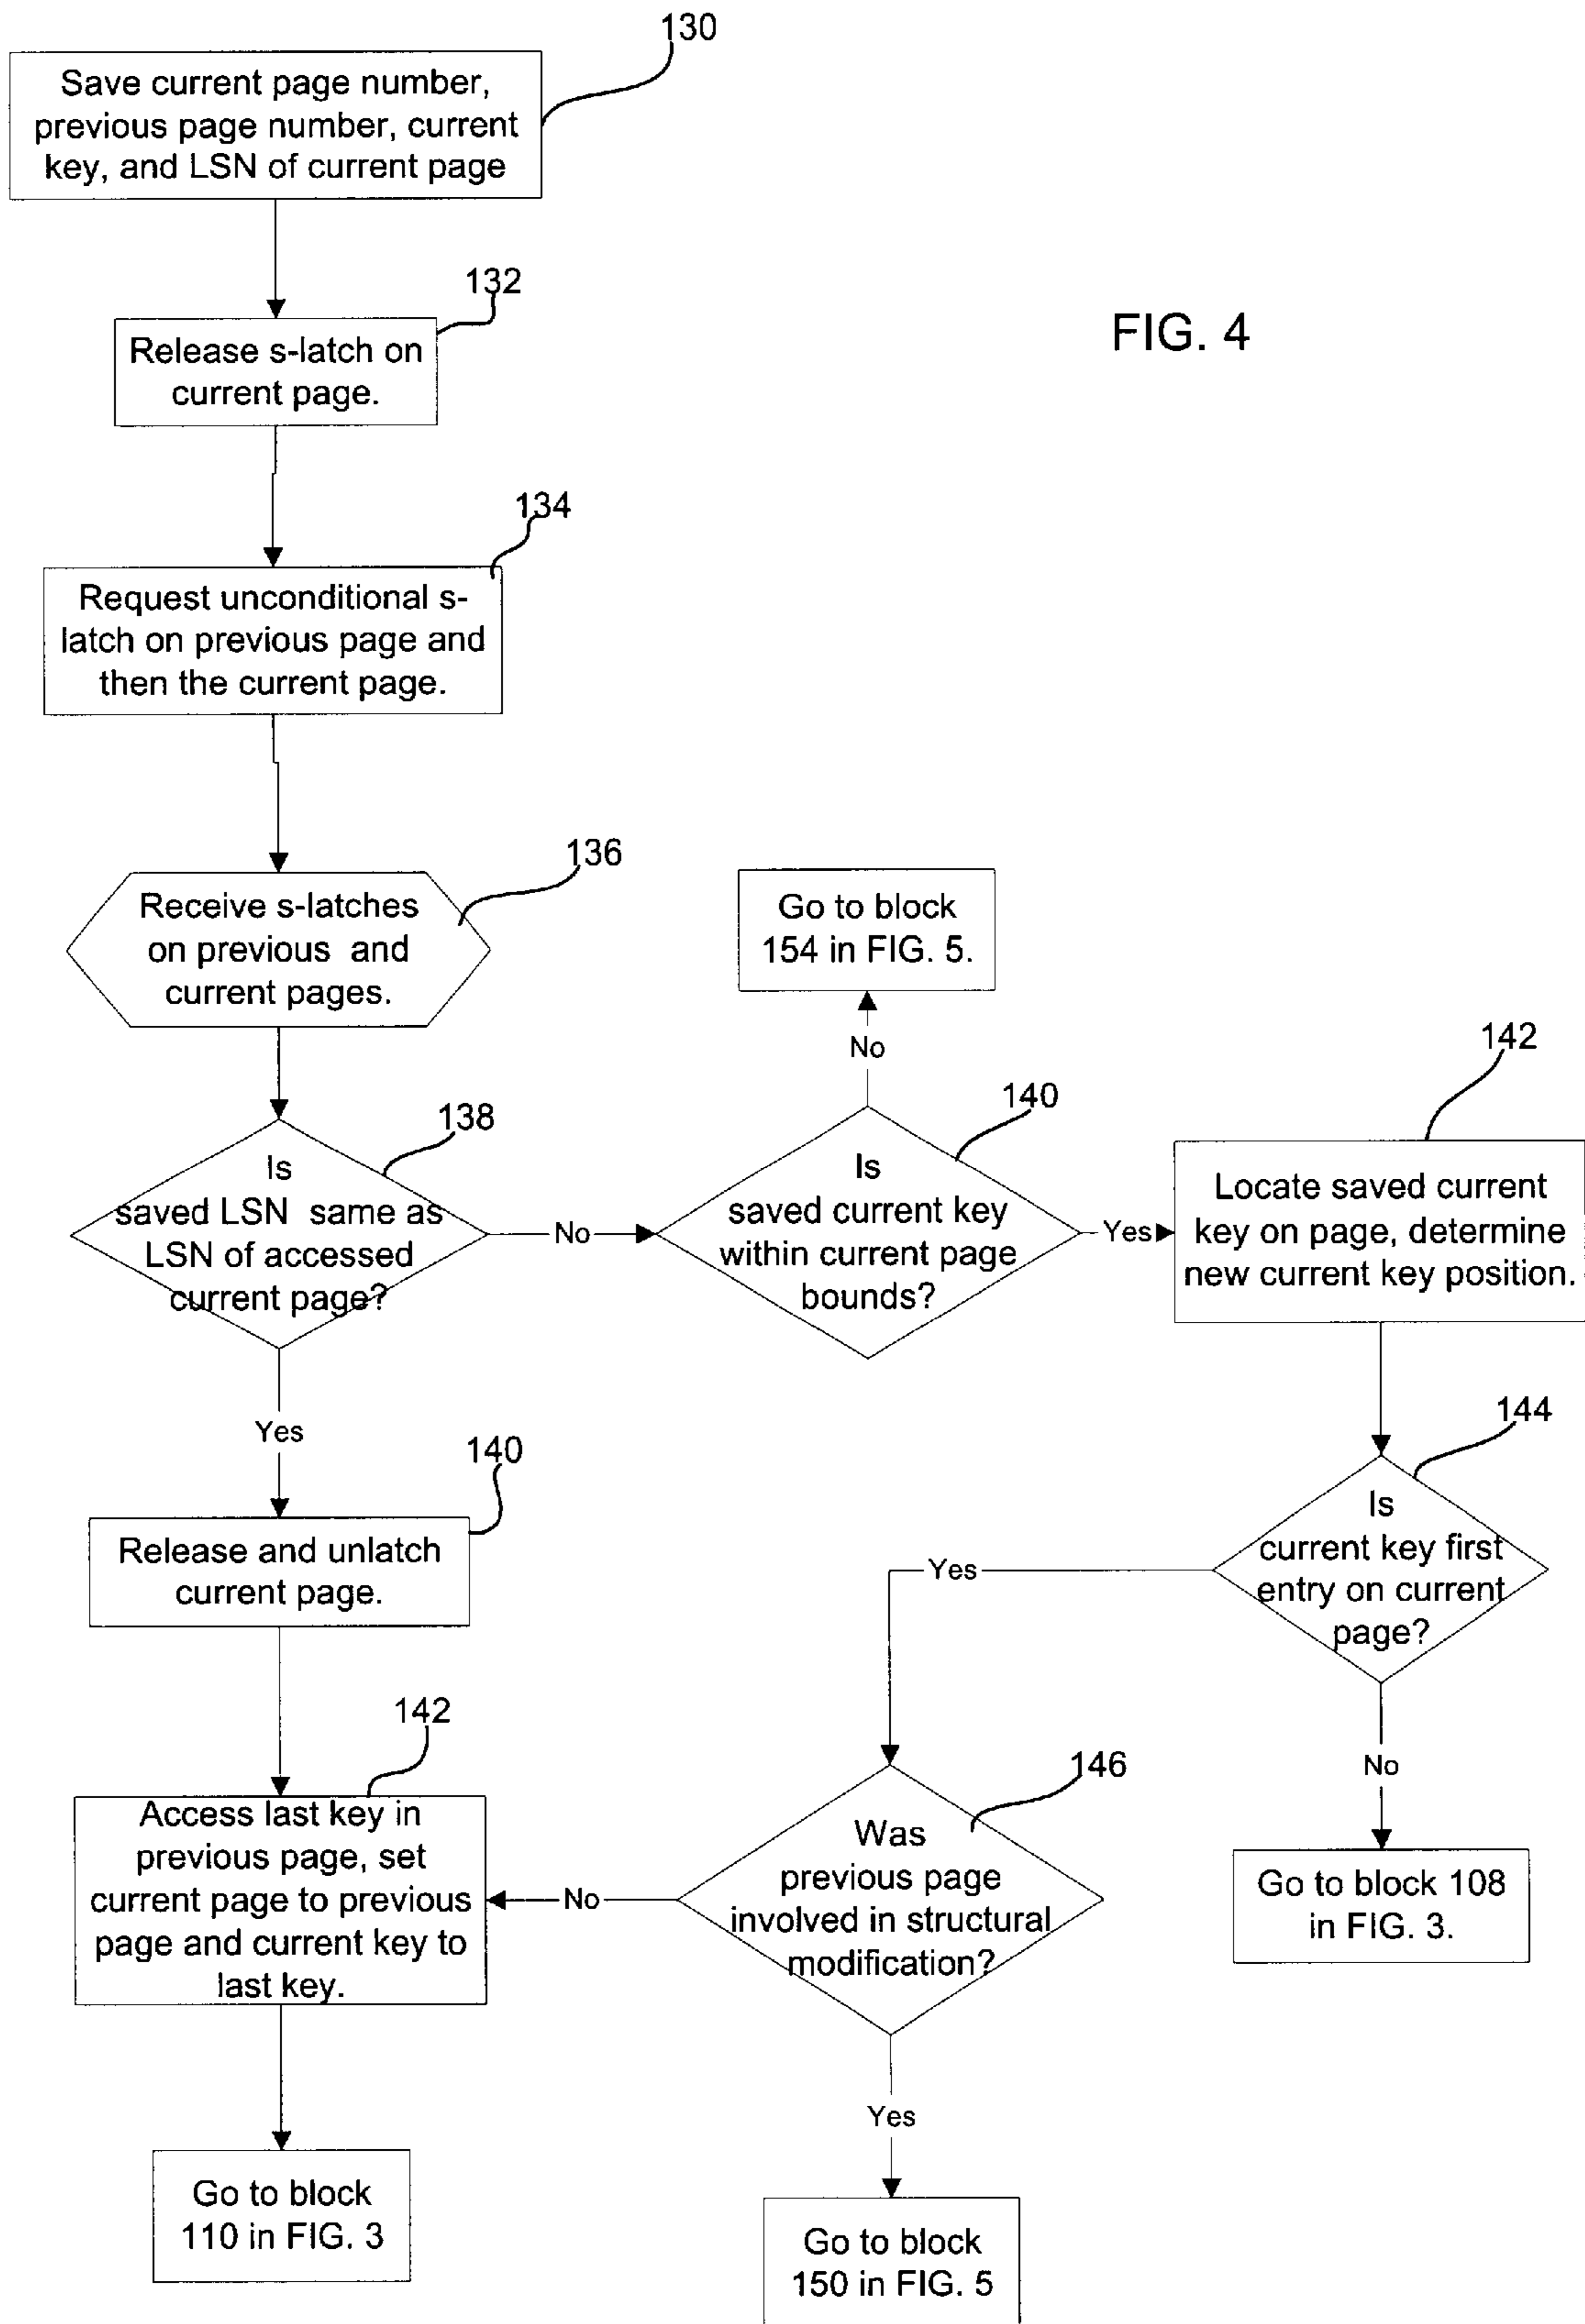 130
Save current page number,
previous page number, current
key, and LSN of current page
132
Release s-latch on
current page.
FIG. 4
134
Request unconditional s-
latch on previous page and
then the current page.
136
Receive s-latches
on previous and
current pages.
Go to block
154 in FIG. 5.
No
138
Is
saved LSN same as
LSN of accessed
current page?
No
140
Is
saved current key
within current page
bounds?
Yes
142
Locate saved current
key on page, determine
new current key position.
Yes
140
Release and unlatch
current page.
144
Is
current key first
entry on current
page?
Yes
No
142
Access last key in
previous page, set
current page to previous
page and current key to
last key.
No
146
Was
previous page
involved in structural
modification?
Go to block 108
in FIG. 3.
Yes
Go to block
110 in FIG. 3
Go to block
150 in FIG. 5